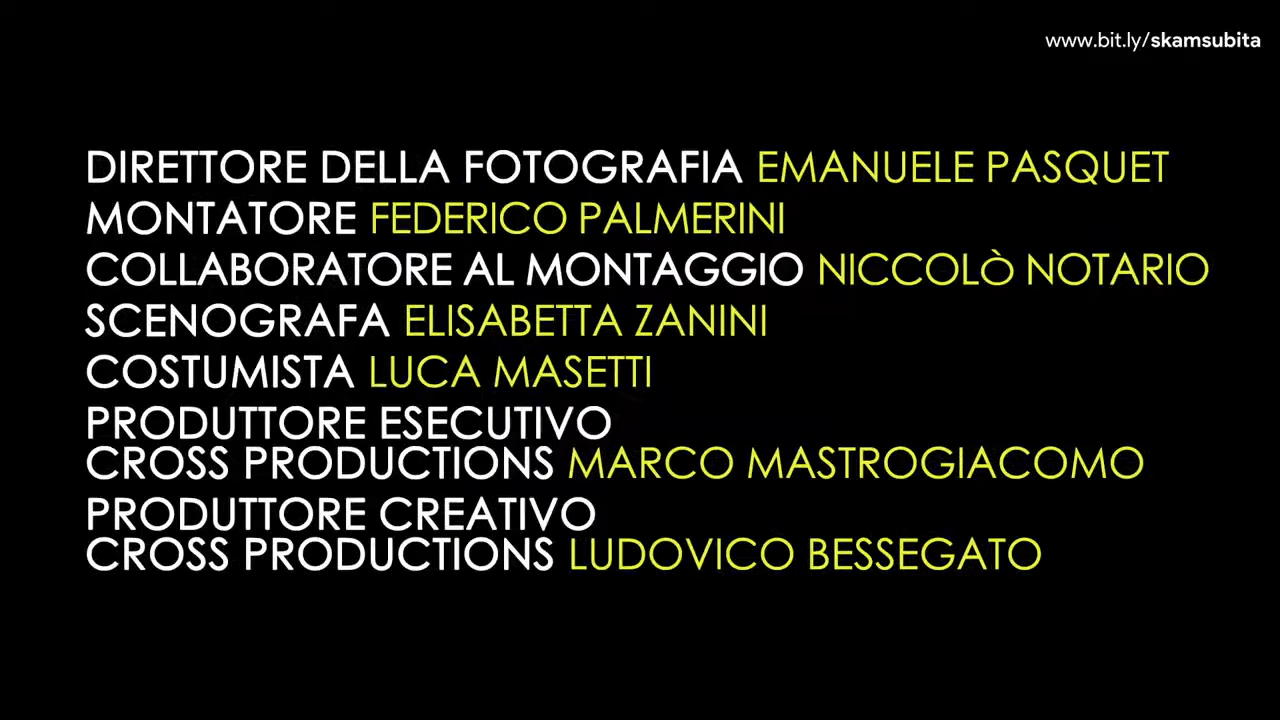 www.bit.ly/skamsubita
DIRETTORE DELLA FOTOGRAFIA EMANUELE PASQUET
MONTATORE FEDERICO PALMERINI
COLLABORATORE AL MONTAGGIO NICCOLÒ NOTARIO
SCENOGRAFA ELISABETTA ZANINI
COSTUMISTA LUCA MASETTI
PRODUTTORE ESECUTIVO
CROSS PRODUCTIONS MARCO MASTROGIACOMO
PRODUTTORE CREATIVO
CROSS PRODUCTIONS LUDOVICO BESSEGATO